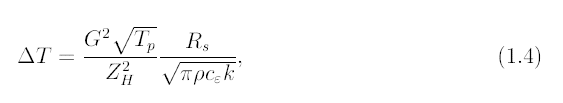 ΔT = \frac{G^2 \sqrt{T_p}}{Z_H^2} \frac{R_s}{\sqrt{\pi \rho c_\varepsilon k}}, (1.4)